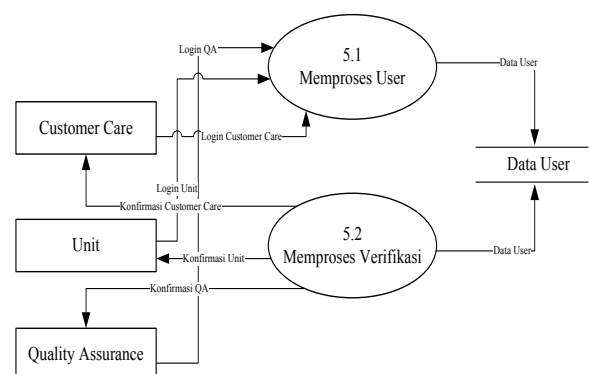 Login QA
5.1
Memproses User
Data User
Customer Care
Login Customer Care
Data User
Login Unit
Konfirmasi Customer Care
Unit
5.2
Memproses Verifikasi
Data User
Konfirmasi Unit
Konfirmasi QA
Quality Assurance